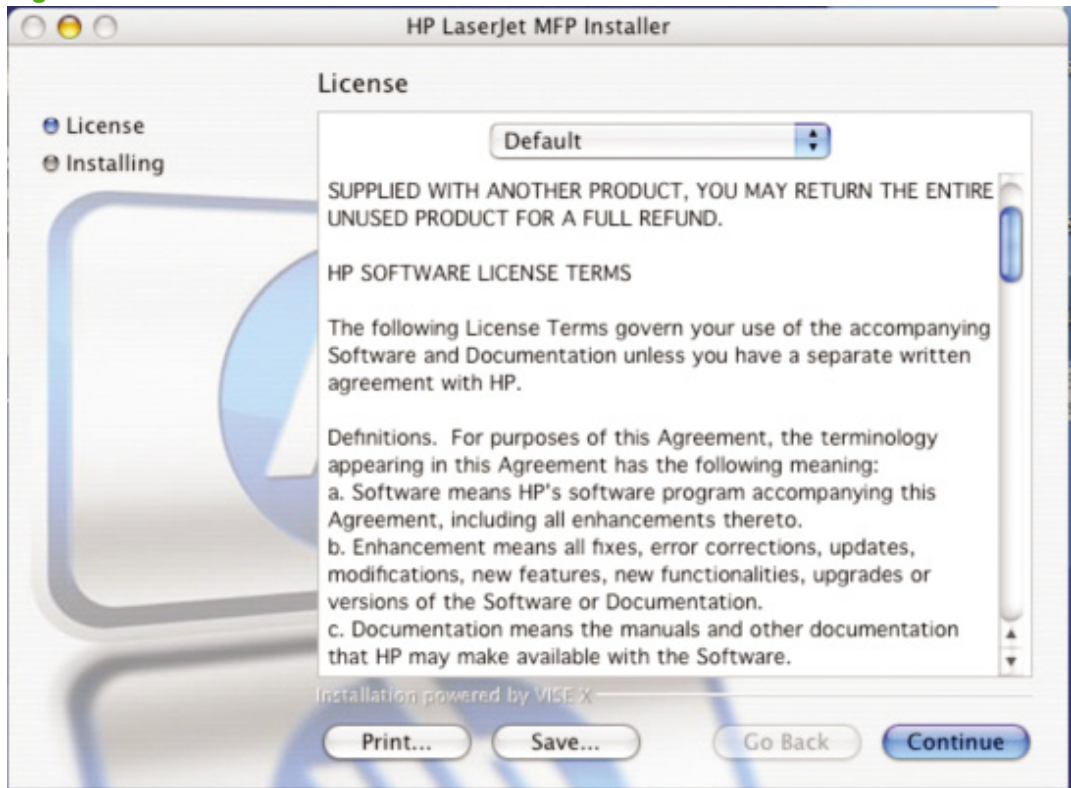 HP LaserJet MFP Installer
License
License
Installing
Default
SUPPLIED WITH ANOTHER PRODUCT, YOU MAY RETURN THE ENTIRE
UNUSED PRODUCT FOR A FULL REFUND.
HP SOFTWARE LICENSE TERMS
The following License Terms govern your use of the accompanying
Software and Documentation unless you have a separate written
agreement with HP.
Definitions.  For purposes of this Agreement, the terminology
appearing in this Agreement has the following meaning:
a. Software means HP's software program accompanying this
Agreement, including all enhancements thereto.
b. Enhancement means all fixes, error corrections, updates,
modifications, new features, new functionalities, upgrades or
versions of the Software or Documentation.
c. Documentation means the manuals and other documentation
that HP may make available with the Software.
Installation powered by VISE X
Print...
Save...
Go Back
Continue